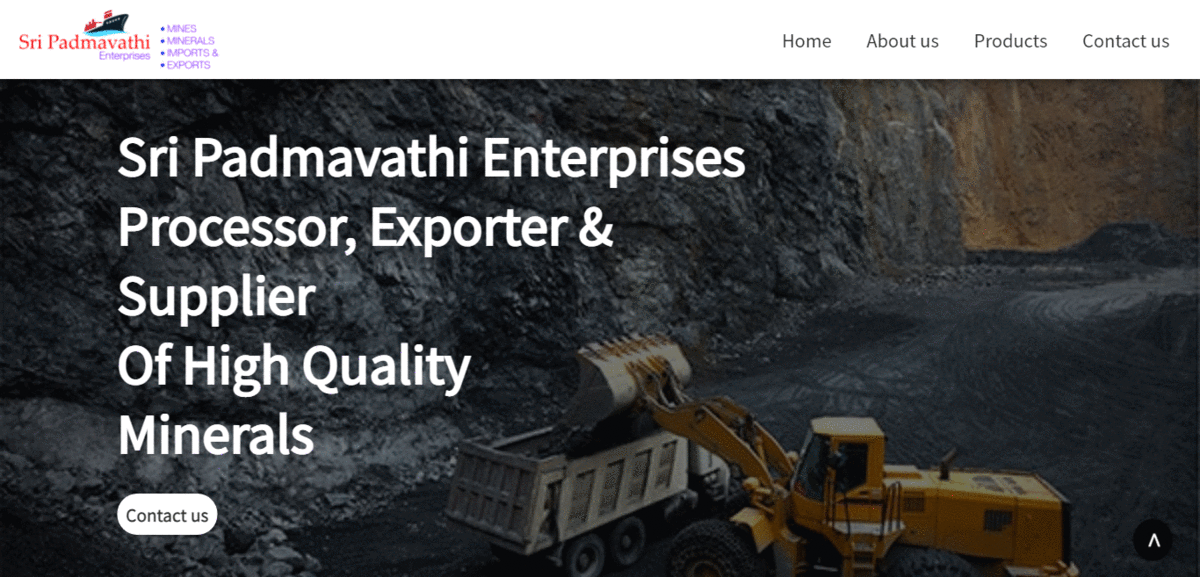 Sri Padmavathi
Enterprises
• MINES
• MINERALS
• IMPORTS &
• EXPORTS
Home About us Products Contact us
Sri Padmavathi Enterprises
Processor, Exporter &
Supplier
Of High Quality
Minerals
Contact us